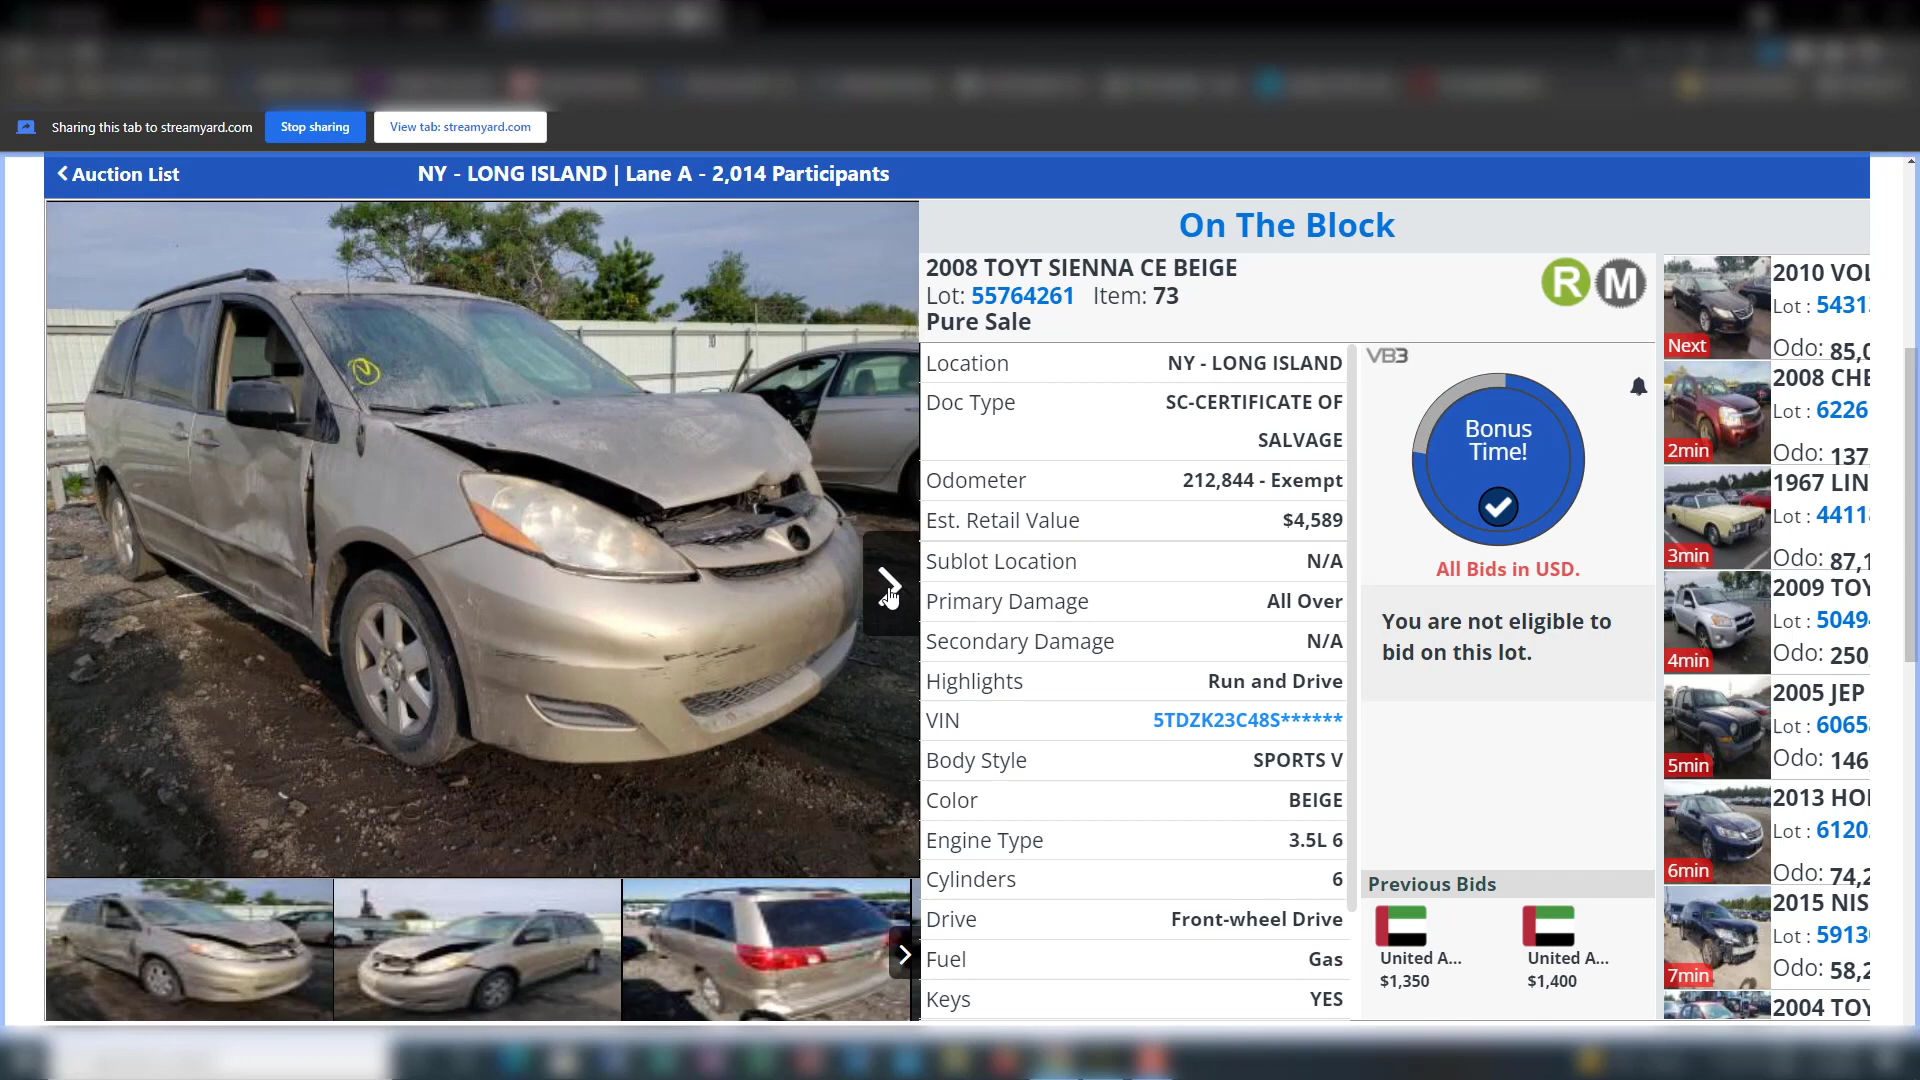 Sharing this tab to streamyard.com
Stop sharing
View tab: streamyard.com
Auction List
NY - LONG ISLAND | Lane A - 2,014 Participants
On The Block
2008 TOYT SIENNA CE BEIGE
Lot: 55764261 Item: 73
Pure Sale
R M
Location NY - LONG ISLAND
Doc Type SC-CERTIFICATE OF
SALVAGE
Odometer 212,844 - Exempt
Est. Retail Value $4,589
Sublot Location N/A
Primary Damage All Over
Secondary Damage N/A
Highlights Run and Drive
VIN 5TDZK23C48S******
Body Style SPORTS V
Color BEIGE
Engine Type 3.5L 6
Cylinders 6
Drive Front-wheel Drive
Fuel Gas
Keys YES
VB3
Bonus
Time!
All Bids in USD.
You are not eligible to
bid on this lot.
Previous Bids
United A...
$1,350
United A...
$1,400
Next
2010 VOL
Lot : 5431
Odo: 85,0
2min
2008 CHE
Lot : 6226
Odo: 137
3min
1967 LIN
Lot : 4411
Odo: 87,1
4min
2009 TOY
Lot : 5049
Odo: 250
5min
2005 JEP
Lot : 6065
Odo: 146
6min
2013 HO
Lot : 6120
Odo: 74,2
7min
2015 NIS
Lot : 5913
Odo: 58,2
2004 TOY